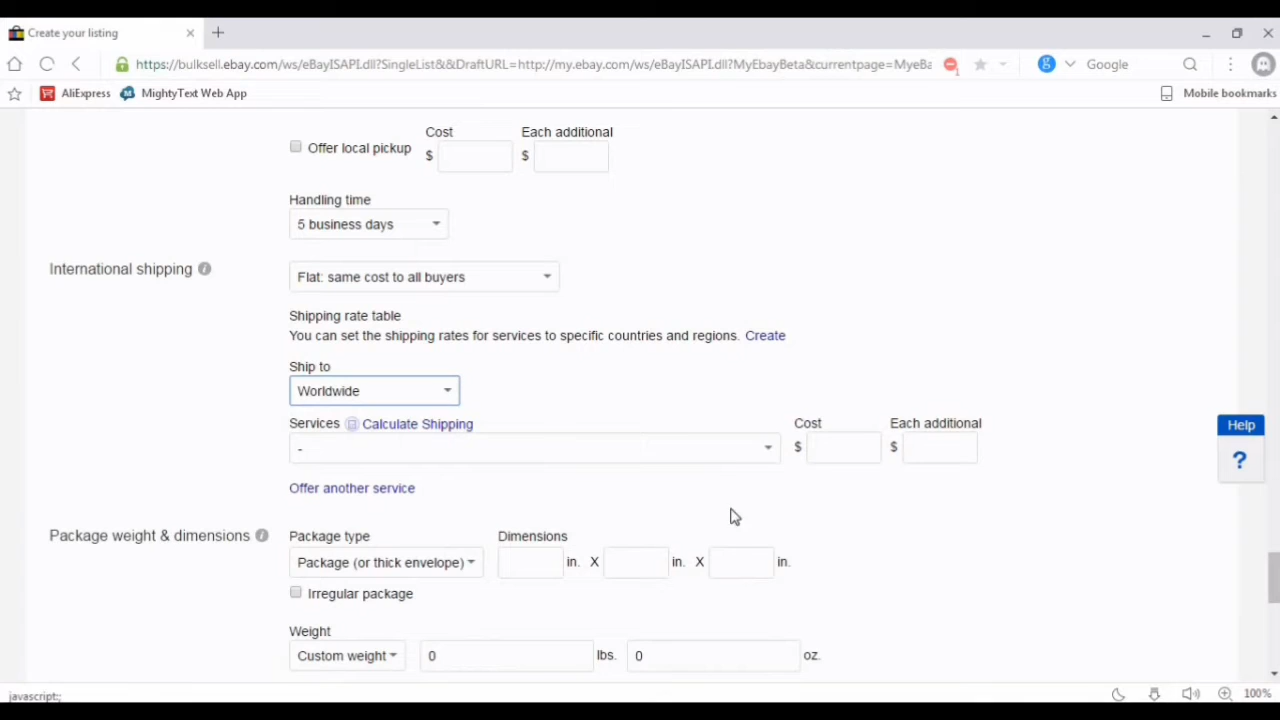 Create your listing
https://bulksell.ebay.com/ws/eBayISAPI.dll?SingleList&&DraftURL=http://my.ebay.com/ws/eBayISAPI.dll?MyEbayBeta&currentpage=MyeBa
Google
AliExpress
MightyText Web App
Mobile bookmarks
Cost
Each additional
Offer local pickup
$
$
Handling time
5 business days
International shipping
Flat: same cost to all buyers
Shipping rate table
You can set the shipping rates for services to specific countries and regions. Create
Ship to
Worldwide
Services Calculate Shipping
Cost
Each additional
-
$
$
Help
?
Offer another service
Package weight & dimensions
Package type
Dimensions
Package (or thick envelope)
in. X
in. X
in.
Irregular package
Weight
Custom weight
0
lbs.
0
oz.
javascript:;
100%